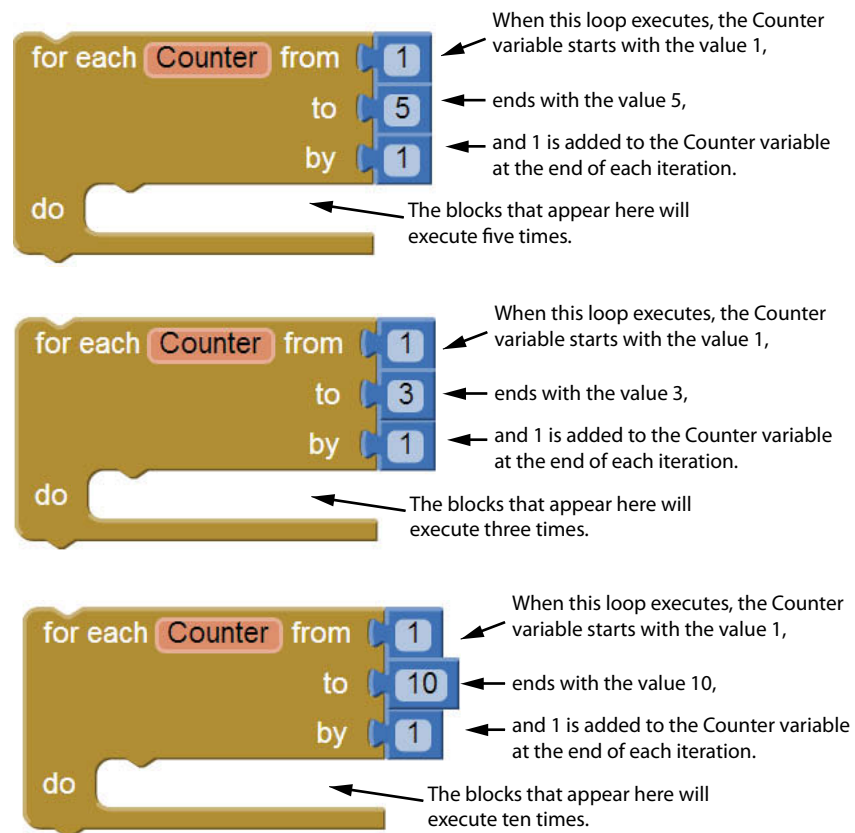 When this loop executes, the Counter
variable starts with the value 1,
for each Counter from 1
to 5
ends with the value 5,
by 1
and 1 is added to the Counter variable
at the end of each iteration.
do
The blocks that appear here will
execute five times.
When this loop executes, the Counter
variable starts with the value 1,
for each Counter from 1
to 3
ends with the value 3,
by 1
and 1 is added to the Counter variable
at the end of each iteration.
do
The blocks that appear here will
execute three times.
When this loop executes, the Counter
variable starts with the value 1,
for each Counter from 1
to 10
ends with the value 10,
by 1
and 1 is added to the Counter variable
at the end of each iteration.
do
The blocks that appear here will
execute ten times.